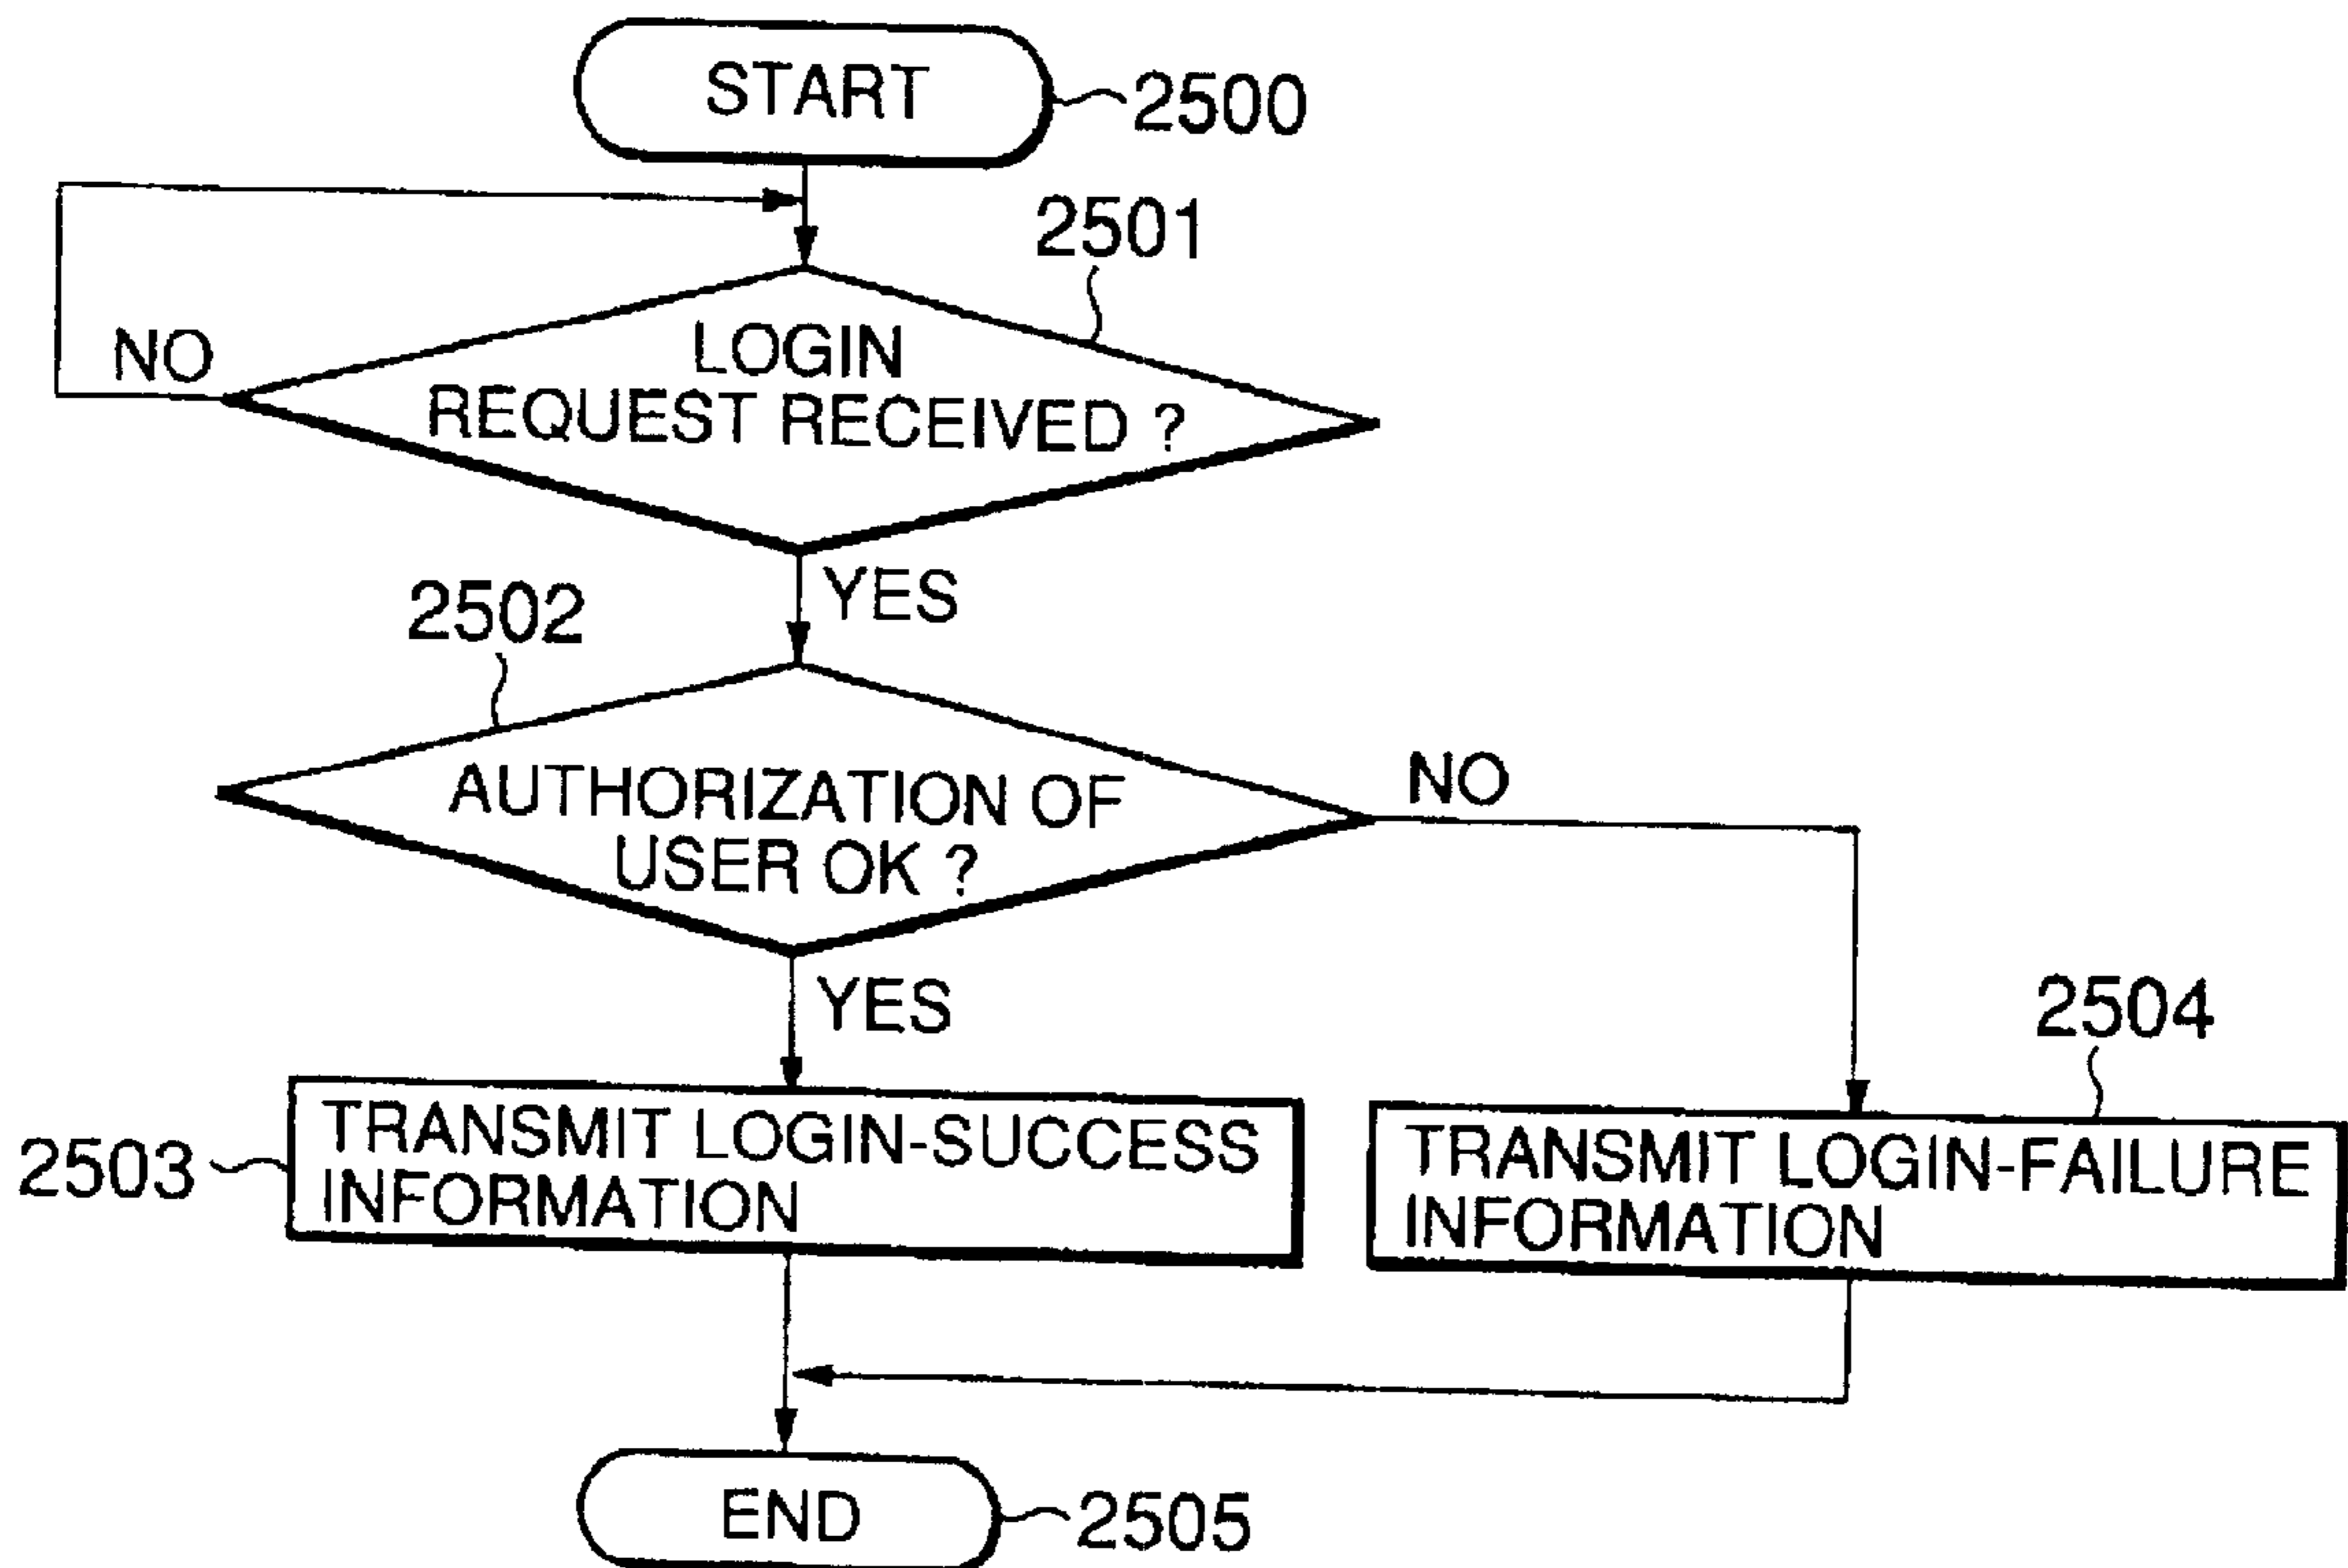 START
2500
2501
NO
LOGIN
REQUEST RECEIVED ?
YES
2502
AUTHORIZATION OF
USER OK ?
NO
YES
2503
TRANSMIT LOGIN-SUCCESS
INFORMATION
2504
TRANSMIT LOGIN-FAILURE
INFORMATION
END
2505